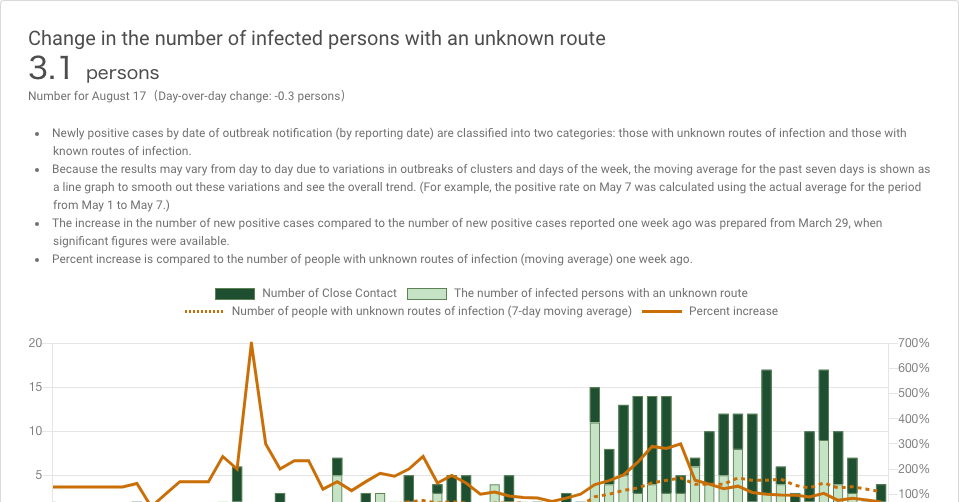 Change in the number of infected persons with an unknown route
3.1 persons
Number for August 17 (Day-over-day change: -0.3 persons)
Newly positive cases by date of outbreak notification (by reporting date) are classified into two categories: those with unknown routes of infection and those with
known routes of infection.
Because the results may vary from day to day due to variations in outbreaks of clusters and days of the week, the moving average for the past seven days is shown as
a line graph to smooth out these variations and see the overall trend. (For example, the positive rate on May 7 was calculated using the actual average for the period
from May 1 to May 7.)
The increase in the number of new positive cases compared to the number of new positive cases reported one week ago was prepared from March 29, when
significant figures were available.
Percent increase is compared to the number of people with unknown routes of infection (moving average) one week ago.
Number of Close Contact The number of infected persons with an unknown route
Number of people with unknown routes of infection (7-day moving average) Percent increase
20 700%
600%
15 500%
400%
10 300%
200%
5 100%